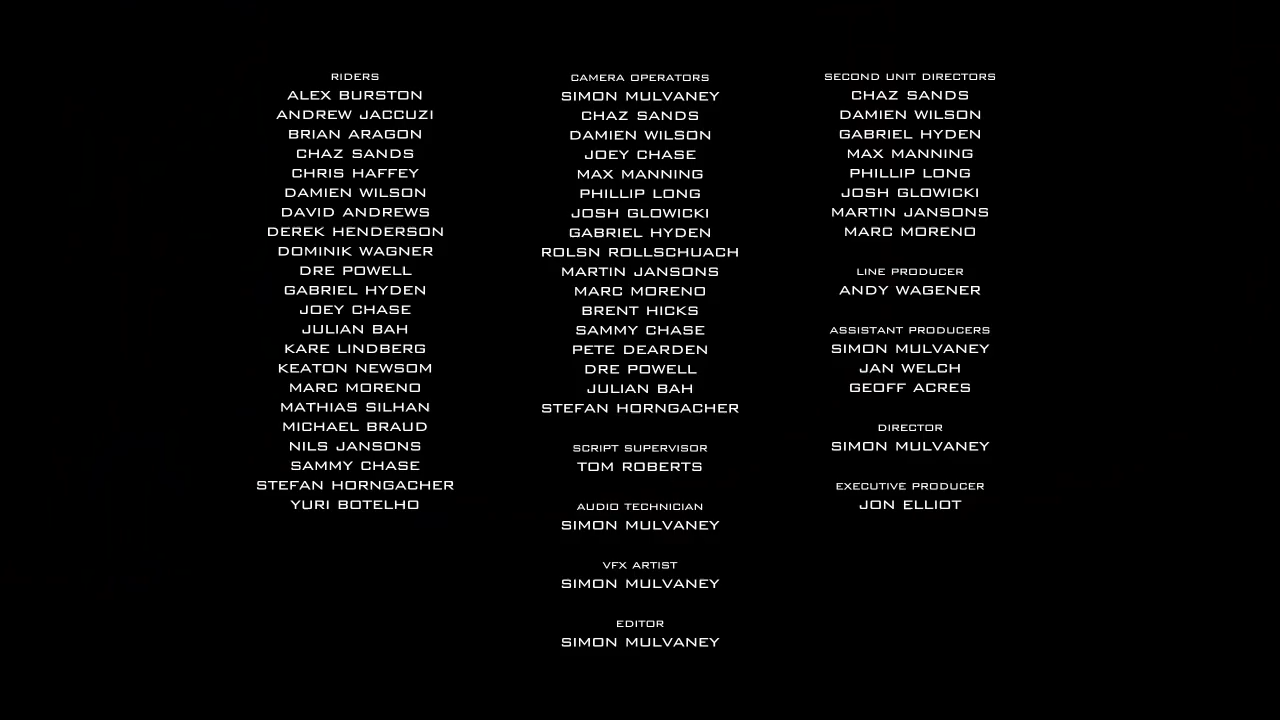 RIDERS
ALEX BURSTON
ANDREW JACCUZI
BRIAN ARAGON
CHAZ SANDS
CHRIS HAFFEY
DAMIEN WILSON
DAVID ANDREWS
DEREK HENDERSON
DOMINIK WAGNER
DRE POWELL
GABRIEL HYDEN
JOEY CHASE
JULIAN BAH
KARE LINDBERG
KEATON NEWSOM
MARC MORENO
MATHIAS SILHAN
MICHAEL BRAUD
NILS JANSONS
SAMMY CHASE
STEFAN HORNGACHER
YURI BOTELHO
CAMERA OPERATORS
SIMON MULVANEY
CHAZ SANDS
DAMIEN WILSON
JOEY CHASE
MAX MANNING
PHILLIP LONG
JOSH GLOWICKI
GABRIEL HYDEN
ROLSN ROLLSCHUACH
MARTIN JANSONS
MARC MORENO
BRENT HICKS
SAMMY CHASE
PETE DEARDEN
DRE POWELL
JULIAN BAH
STEFAN HORNGACHER
SCRIPT SUPERVISOR
TOM ROBERTS
AUDIO TECHNICIAN
SIMON MULVANEY
VFX ARTIST
SIMON MULVANEY
EDITOR
SIMON MULVANEY
SECOND UNIT DIRECTORS
CHAZ SANDS
DAMIEN WILSON
GABRIEL HYDEN
MAX MANNING
PHILLIP LONG
JOSH GLOWICKI
MARTIN JANSONS
MARC MORENO
LINE PRODUCER
ANDY WAGENER
ASSISTANT PRODUCERS
SIMON MULVANEY
JAN WELCH
GEOFF ACRES
DIRECTOR
SIMON MULVANEY
EXECUTIVE PRODUCER
JON ELLIOT